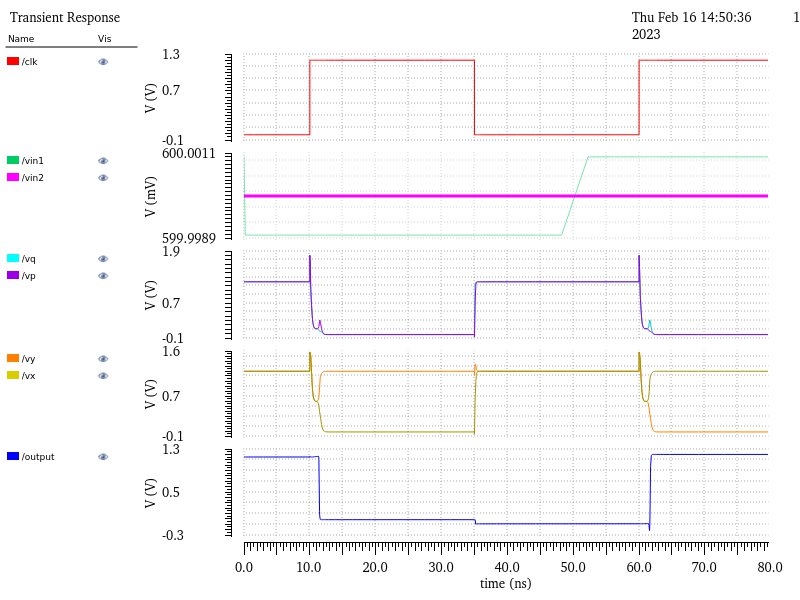 Transient Response
Thu Feb 16 14:50:36
2023
1
Name
Vis
/clk
1.3
0.7
-0.1
V (V)
/vin1
/vin2
600.0011
599.9989
V (mV)
/vq
/vp
1.9
0.7
-0.1
V (V)
/vy
/vx
1.6
0.7
-0.1
V (V)
/output
1.3
0.5
-0.3
V (V)
0.0 10.0 20.0 30.0 40.0 50.0 60.0 70.0 80.0
time (ns)